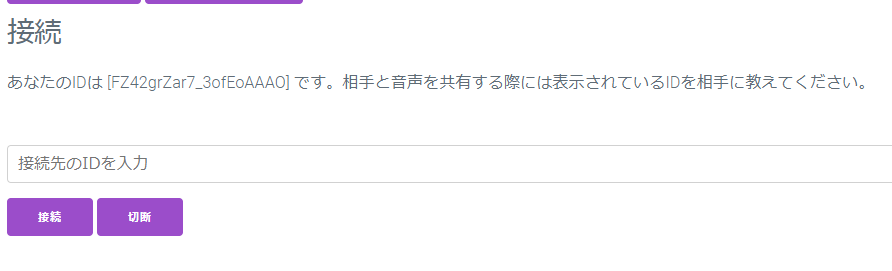 接続
あなたのIDは [FZ42grZar7_3ofEoAAAO] です。相手と音声を共有する際には表示されているIDを相手に教えてください。
接続先のIDを入力
接続 切断